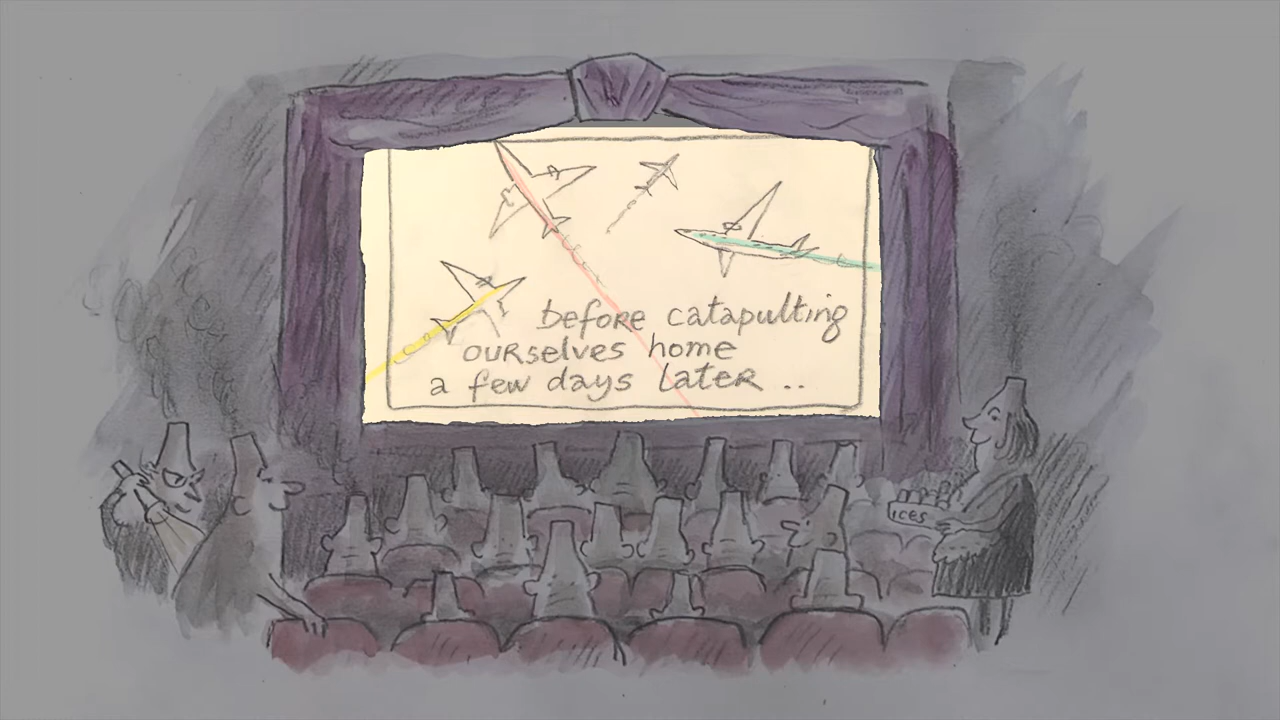 before catapulting
ourselves home
a few days later ..
ICES